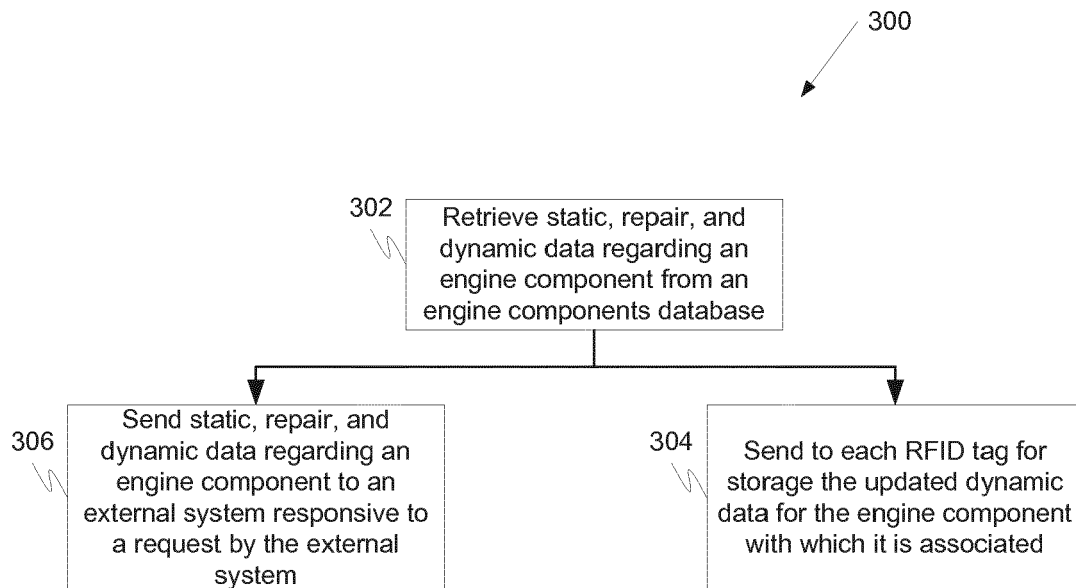 300
302
Retrieve static, repair, and
dynamic data regarding an
engine component from an
engine components database
306
Send static, repair, and
dynamic data regarding an
engine component to an
external system responsive to
a request by the external
system
304
Send to each RFID tag for
storage the updated dynamic
data for the engine component
with which it is associated